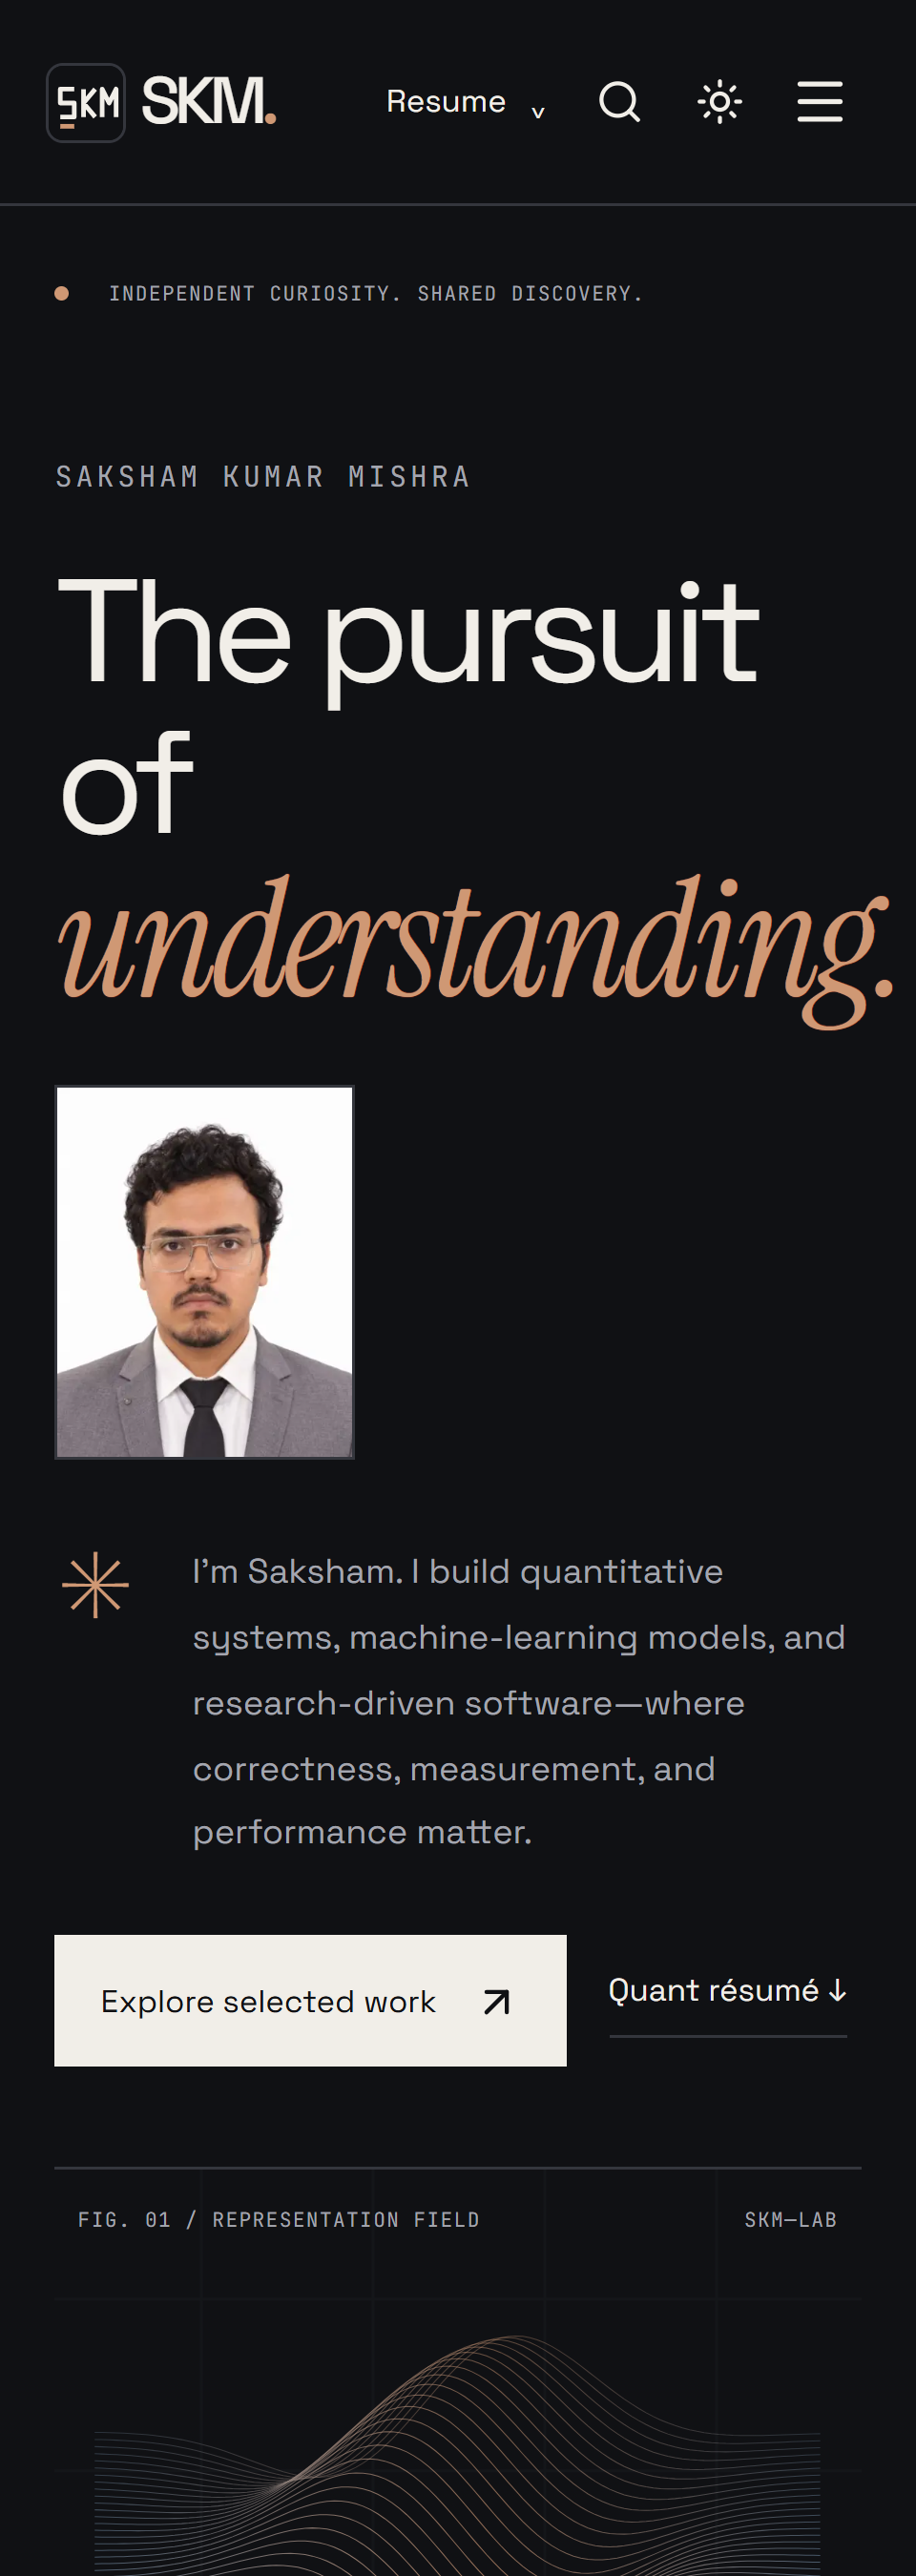 SKM SKM.
Resume v
INDEPENDENT CURIOSITY. SHARED DISCOVERY.
SAKSHAM KUMAR MISHRA
The pursuit
of
understanding.
I’m Saksham. I build quantitative
systems, machine-learning models, and
research-driven software—where
correctness, measurement, and
performance matter.
Explore selected work ↗
Quant résumé ↓
FIG. 01 / REPRESENTATION FIELD
SKM—LAB